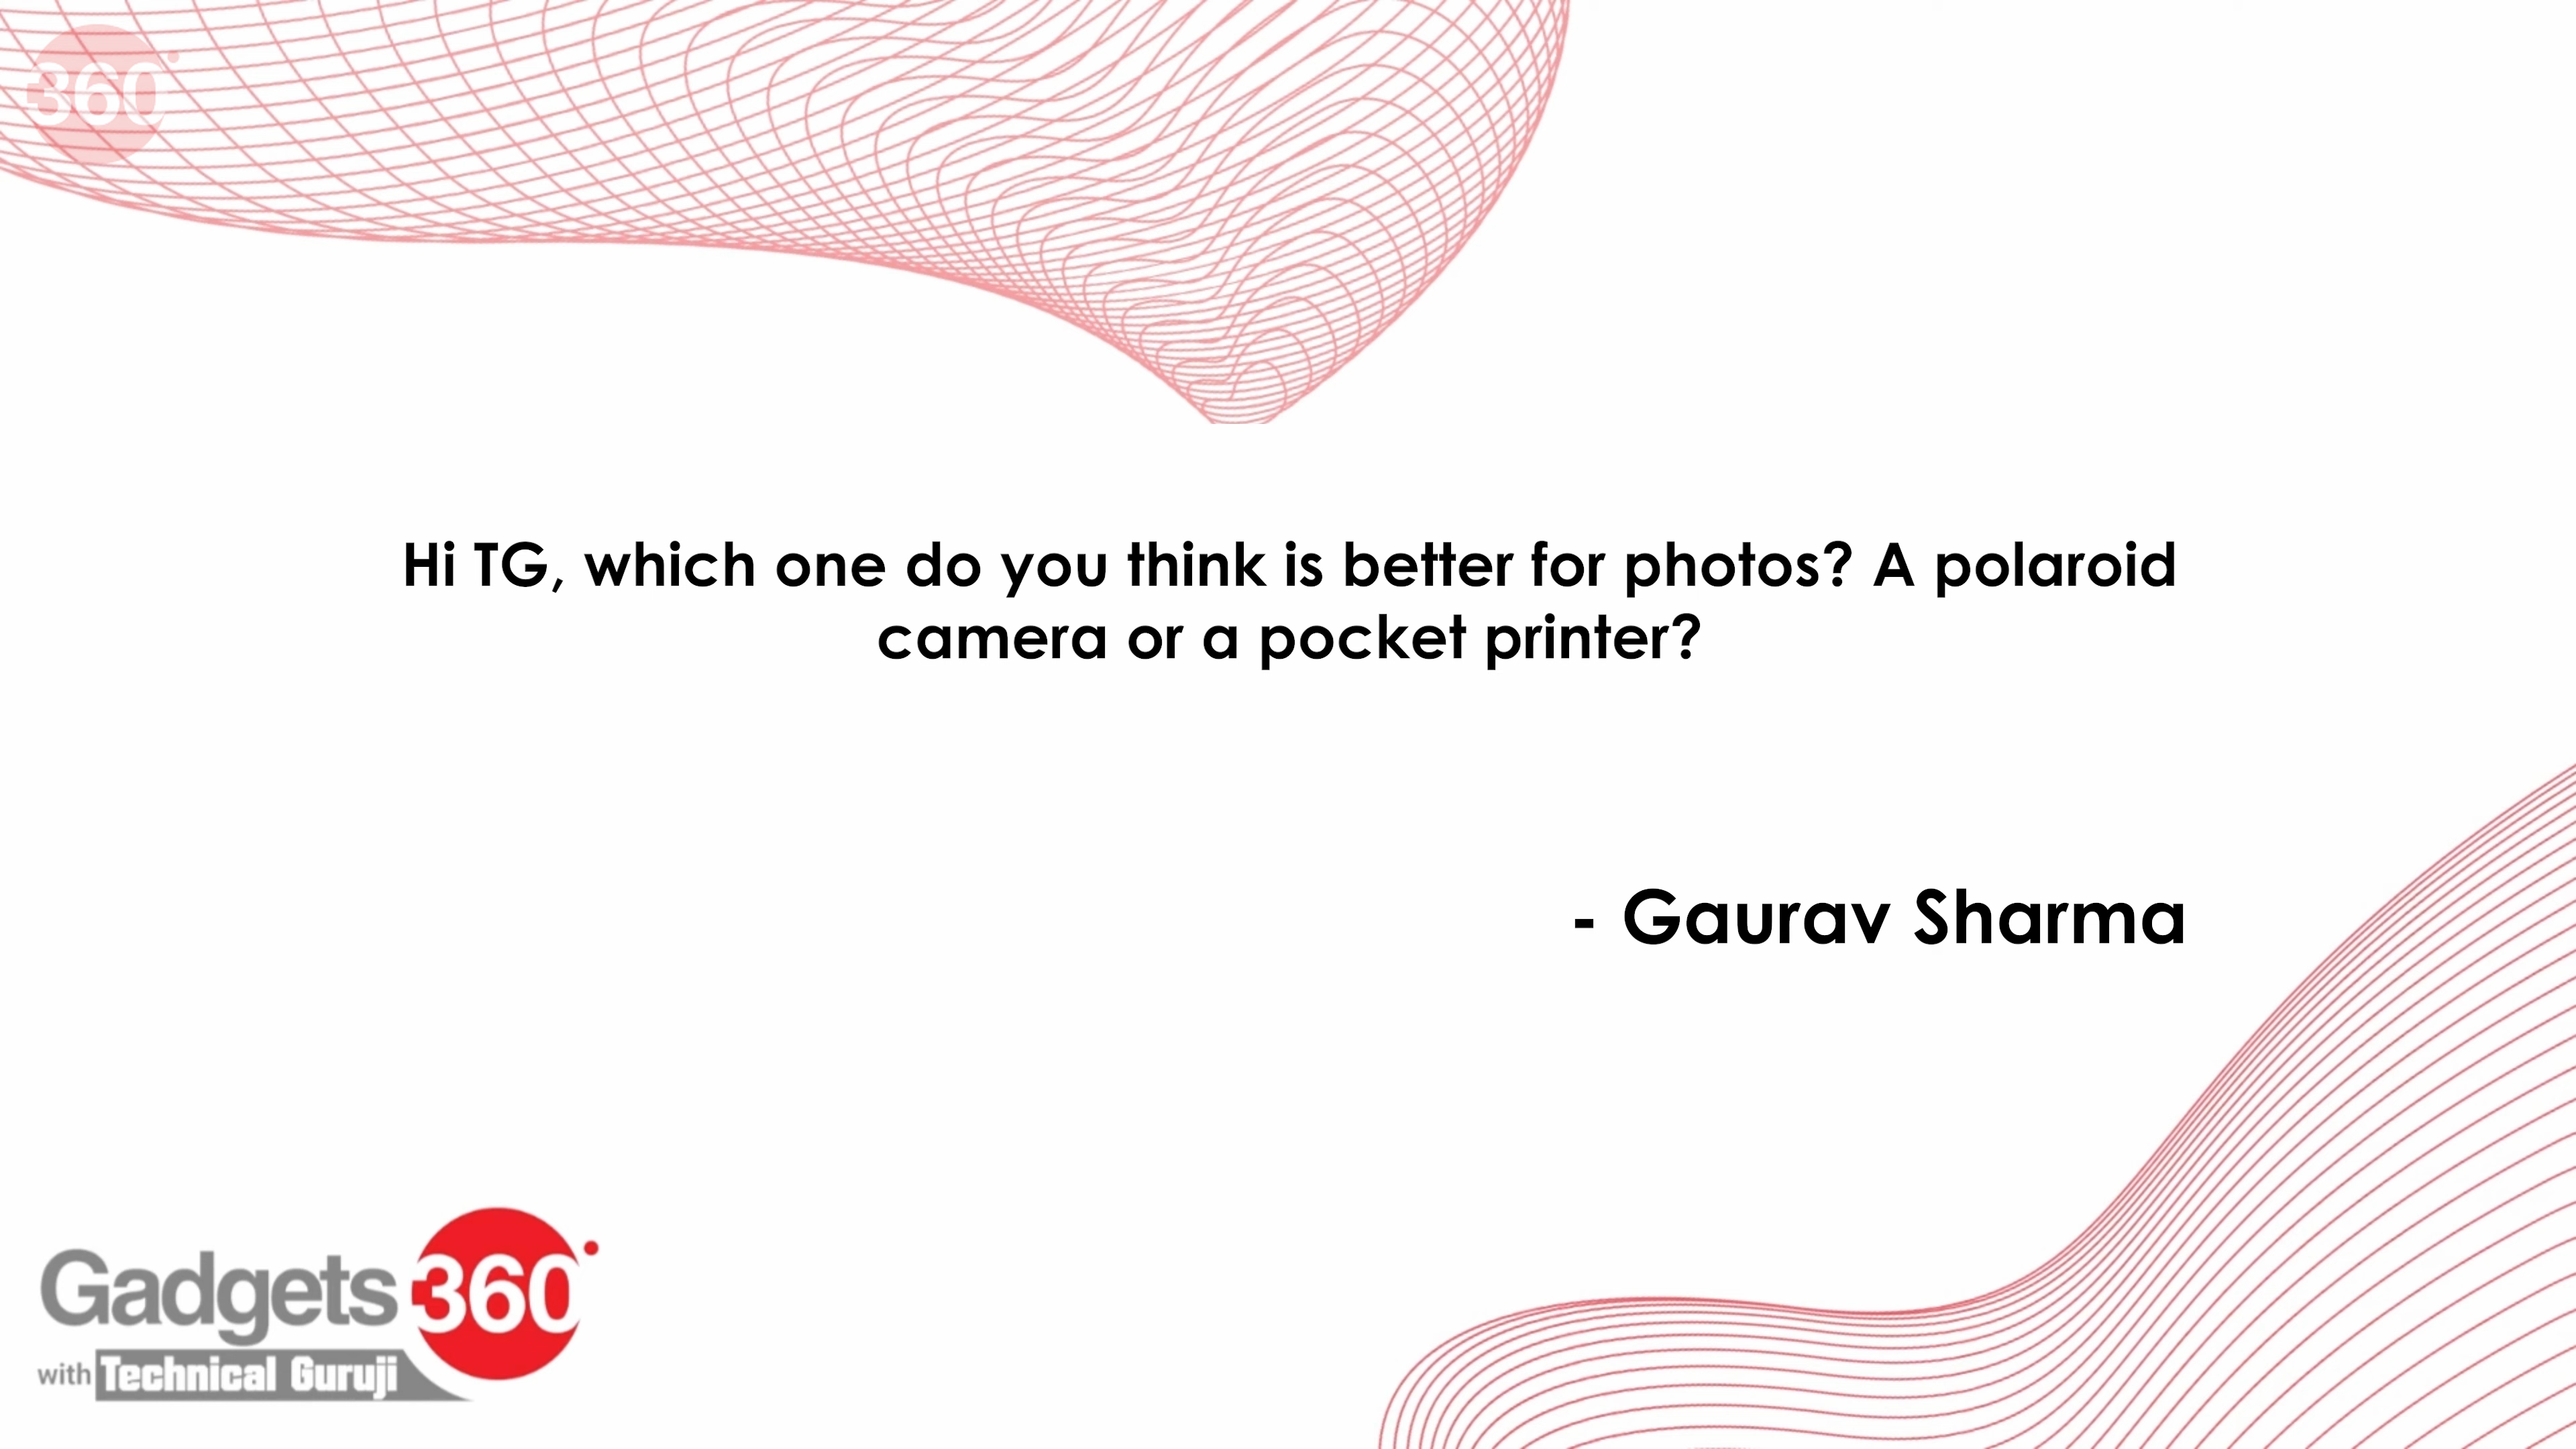 360°
Hi TG, which one do you think is better for photos? A polaroid
camera or a pocket printer?
- Gaurav Sharma
Gadgets 360°
with Technical Guruji